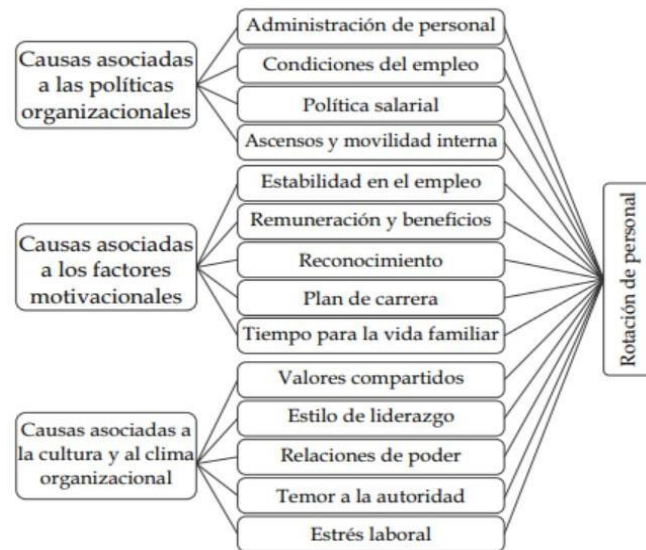 Causas asociadas
a las políticas
organizacionales
Administración de personal
Condiciones del empleo
Política salarial
Ascensos y movilidad interna
Causas asociadas
a los factores
motivacionales
Estabilidad en el empleo
Remuneración y beneficios
Reconocimiento
Plan de carrera
Tiempo para la vida familiar
Causas asociadas a
la cultura y al clima
organizacional
Valores compartidos
Estilo de liderazgo
Relaciones de poder
Temor a la autoridad
Estrés laboral
Rotación de personal